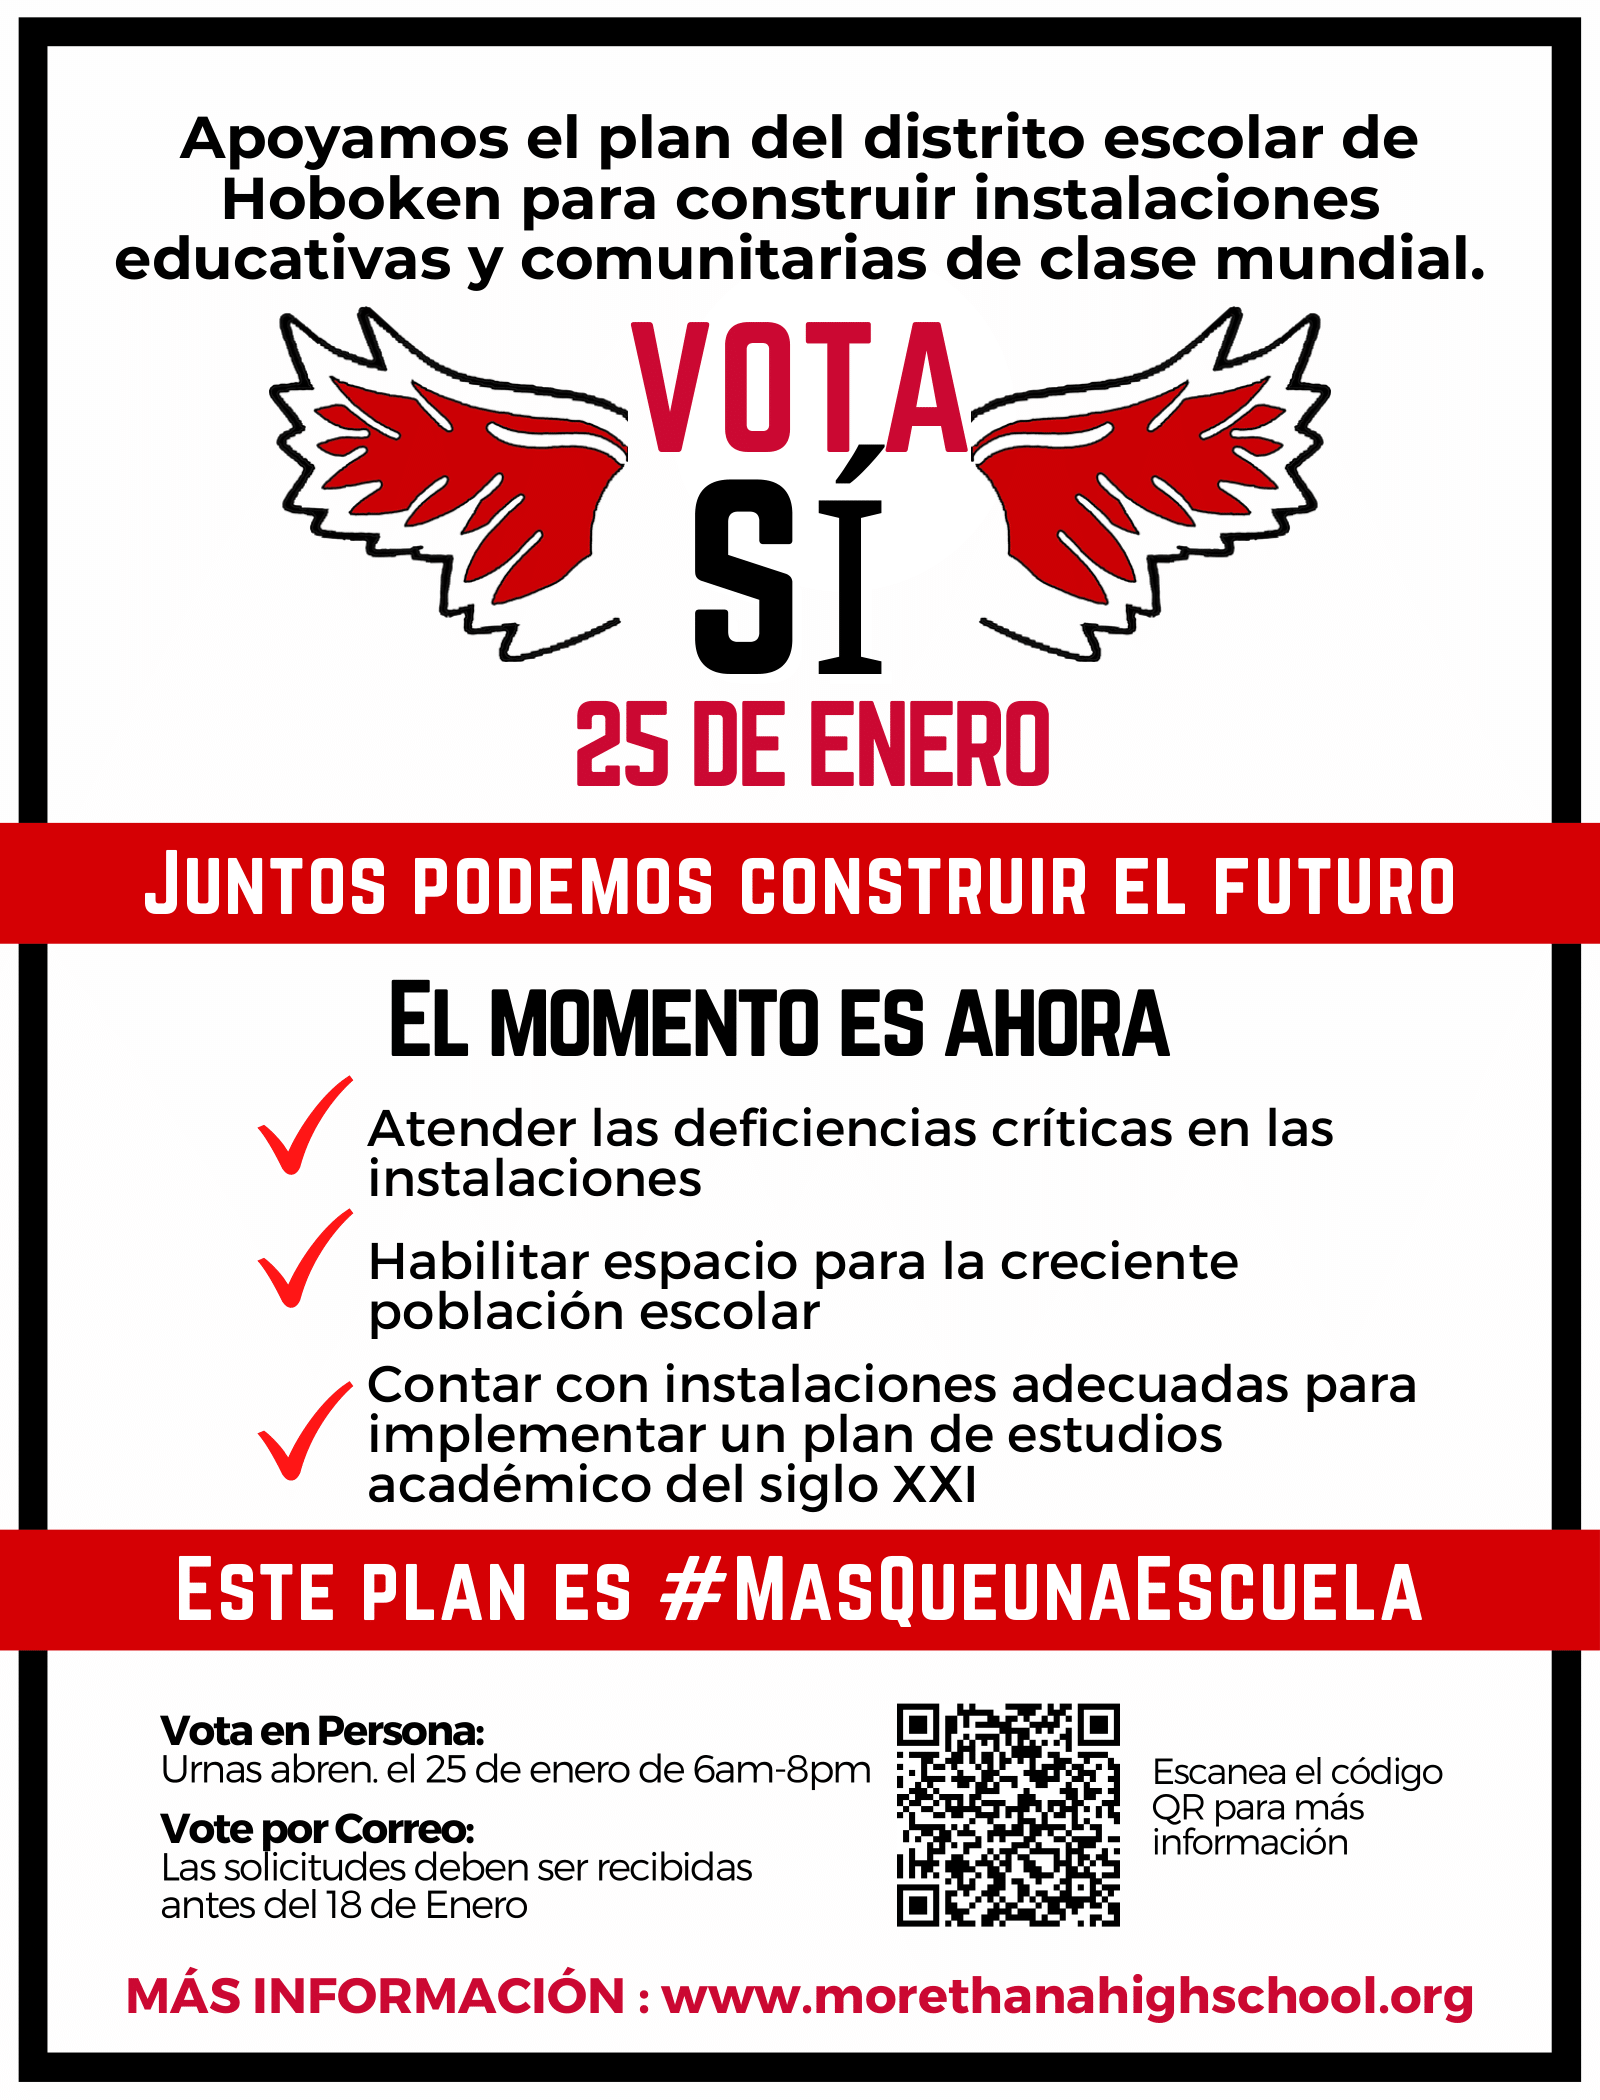 Apoyamos el plan del distrito escolar de
Hoboken para construir instalaciones
educativas y comunitarias de clase mundial.
VOTA
SÍ
25 DE ENERO
JUNTOS PODEMOS CONSTRUIR EL FUTURO
EL MOMENTO ES AHORA
Atender las deficiencias críticas en las
instalaciones
Habilitar espacio para la creciente
población escolar
Contar con instalaciones adecuadas para
implementar un plan de estudios
académico del siglo XXI
ESTE PLAN ES #MASQUEUNAESCUELA
Vota en Persona:
Urnas abren. el 25 de enero de 6am-8pm
Vote por Correo:
Las solicitudes deben ser recibidas
antes del 18 de Enero
Escanea el código
QR para más
información
MÁS INFORMACIÓN : www.morethanahighschool.org